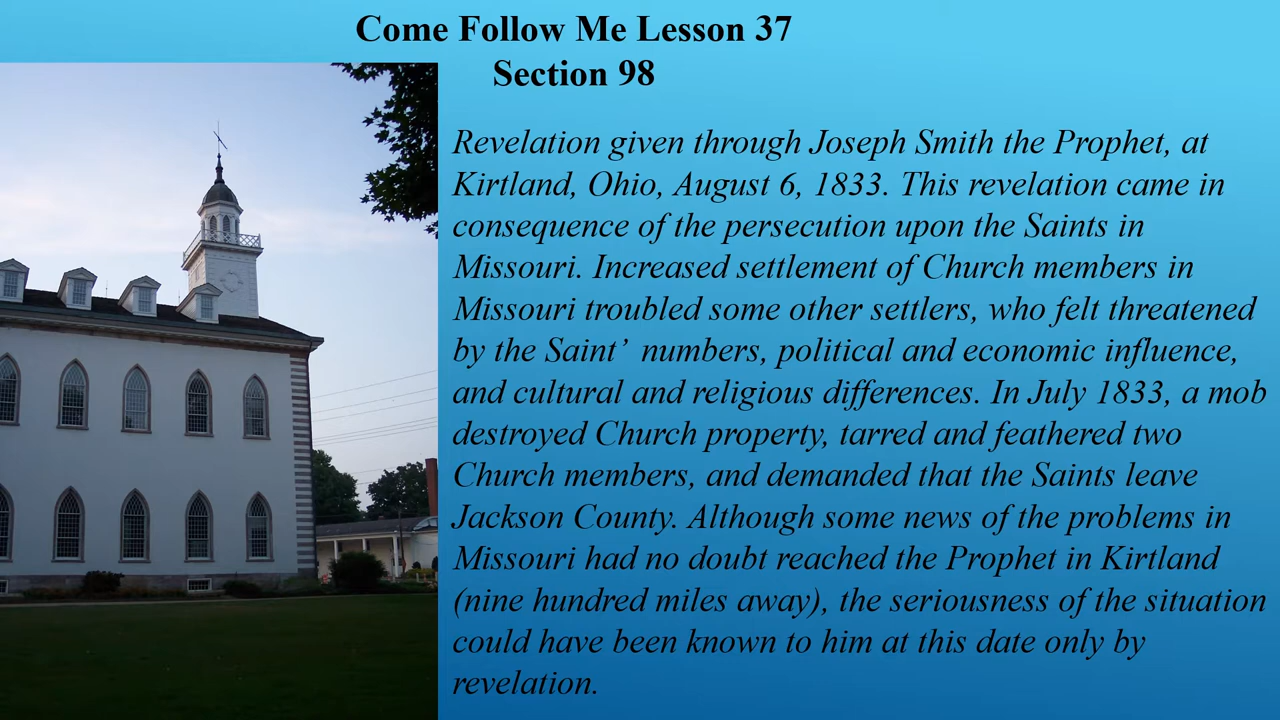 Come Follow Me Lesson 37
Section 98
Revelation given through Joseph Smith the Prophet, at
Kirtland, Ohio, August 6, 1833. This revelation came in
consequence of the persecution upon the Saints in
Missouri. Increased settlement of Church members in
Missouri troubled some other settlers, who felt threatened
by the Saint’ numbers, political and economic influence,
and cultural and religious differences. In July 1833, a mob
destroyed Church property, tarred and feathered two
Church members, and demanded that the Saints leave
Jackson County. Although some news of the problems in
Missouri had no doubt reached the Prophet in Kirtland
(nine hundred miles away), the seriousness of the situation
could have been known to him at this date only by
revelation.